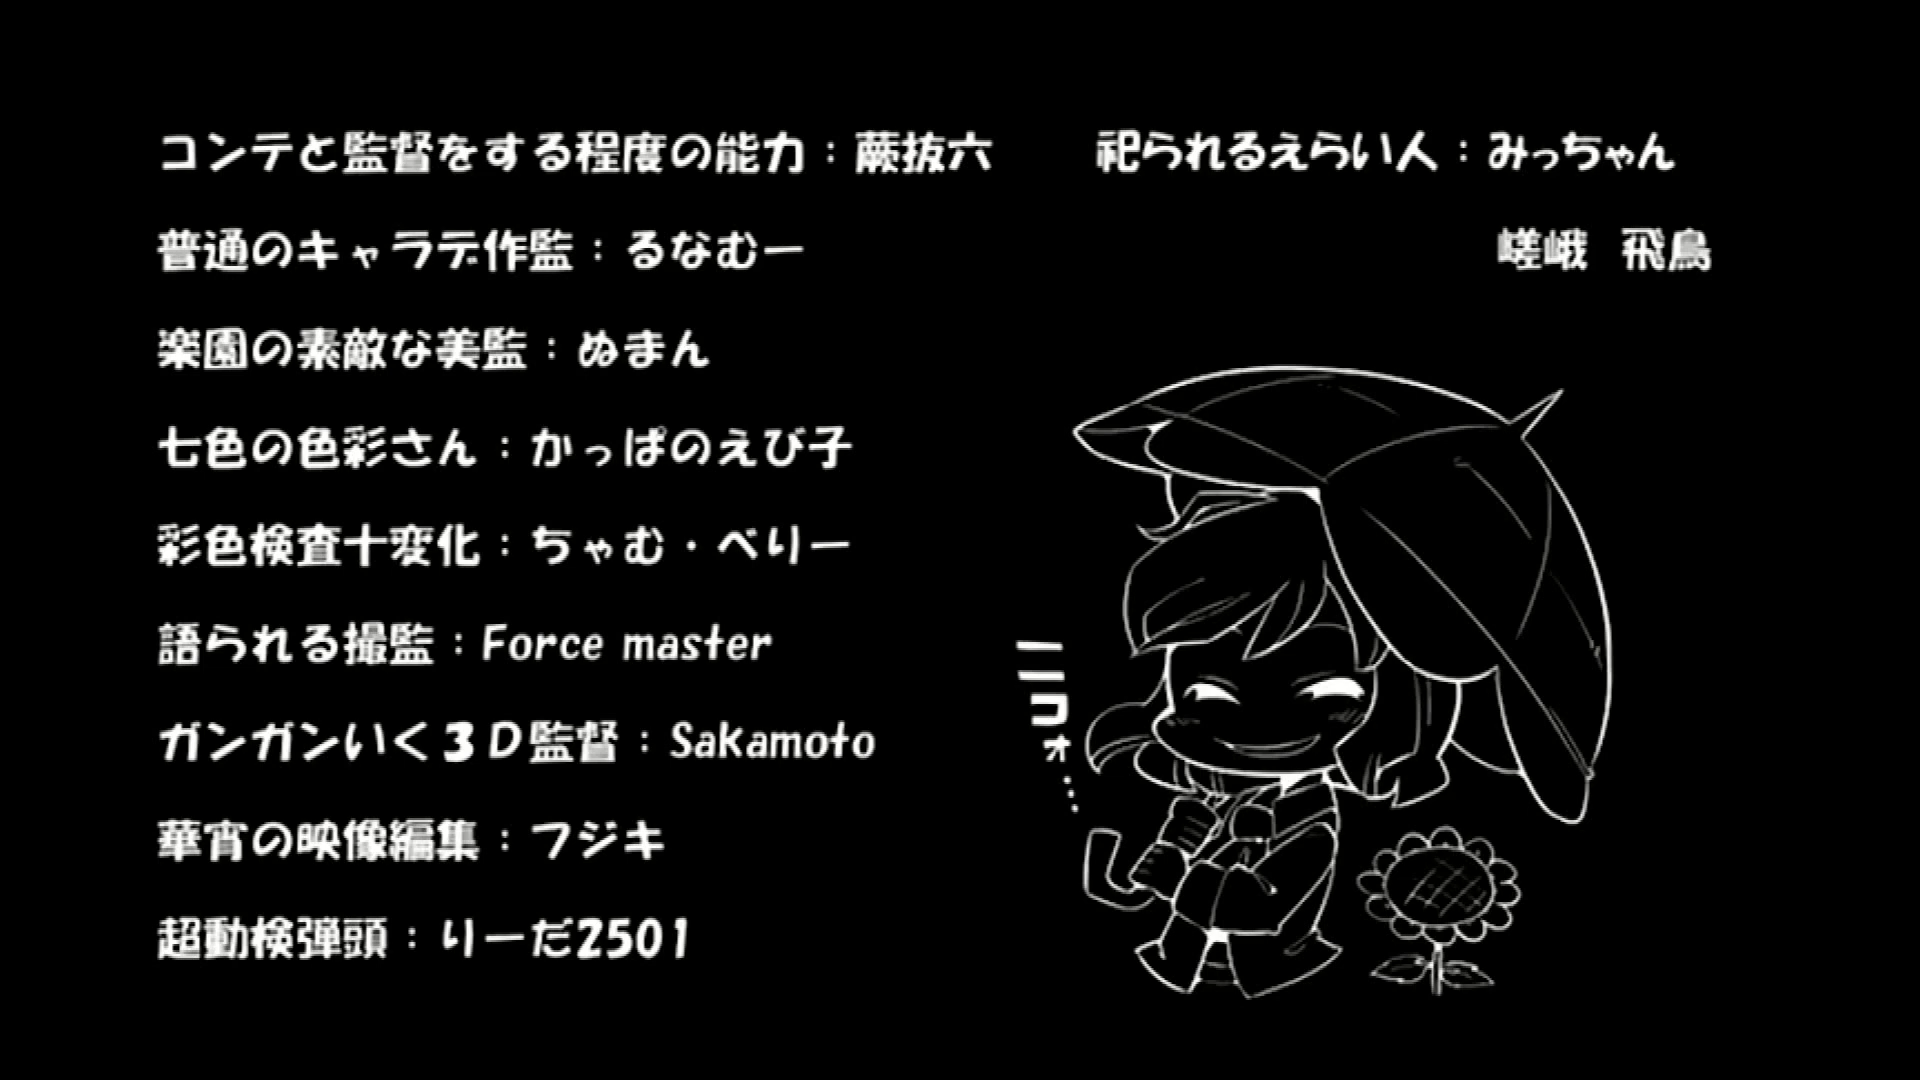 コンテと監督をする程度の能力：蕨抜六
普通のキャラデ作監：るなむー
楽園の素敵な美監：ぬまん
七色の色彩さん：かっぱのえび子
彩色検査十変化：ちゃむ・べりー
語られる撮監：Force master
ガンガンいく３Ｄ監督：Sakamoto
華宵の映像編集：フジキ
超動検弾頭：りーだ2501
祀られるえらい人：みっちゃん
嵯峨　飛鳥
ニコォ…